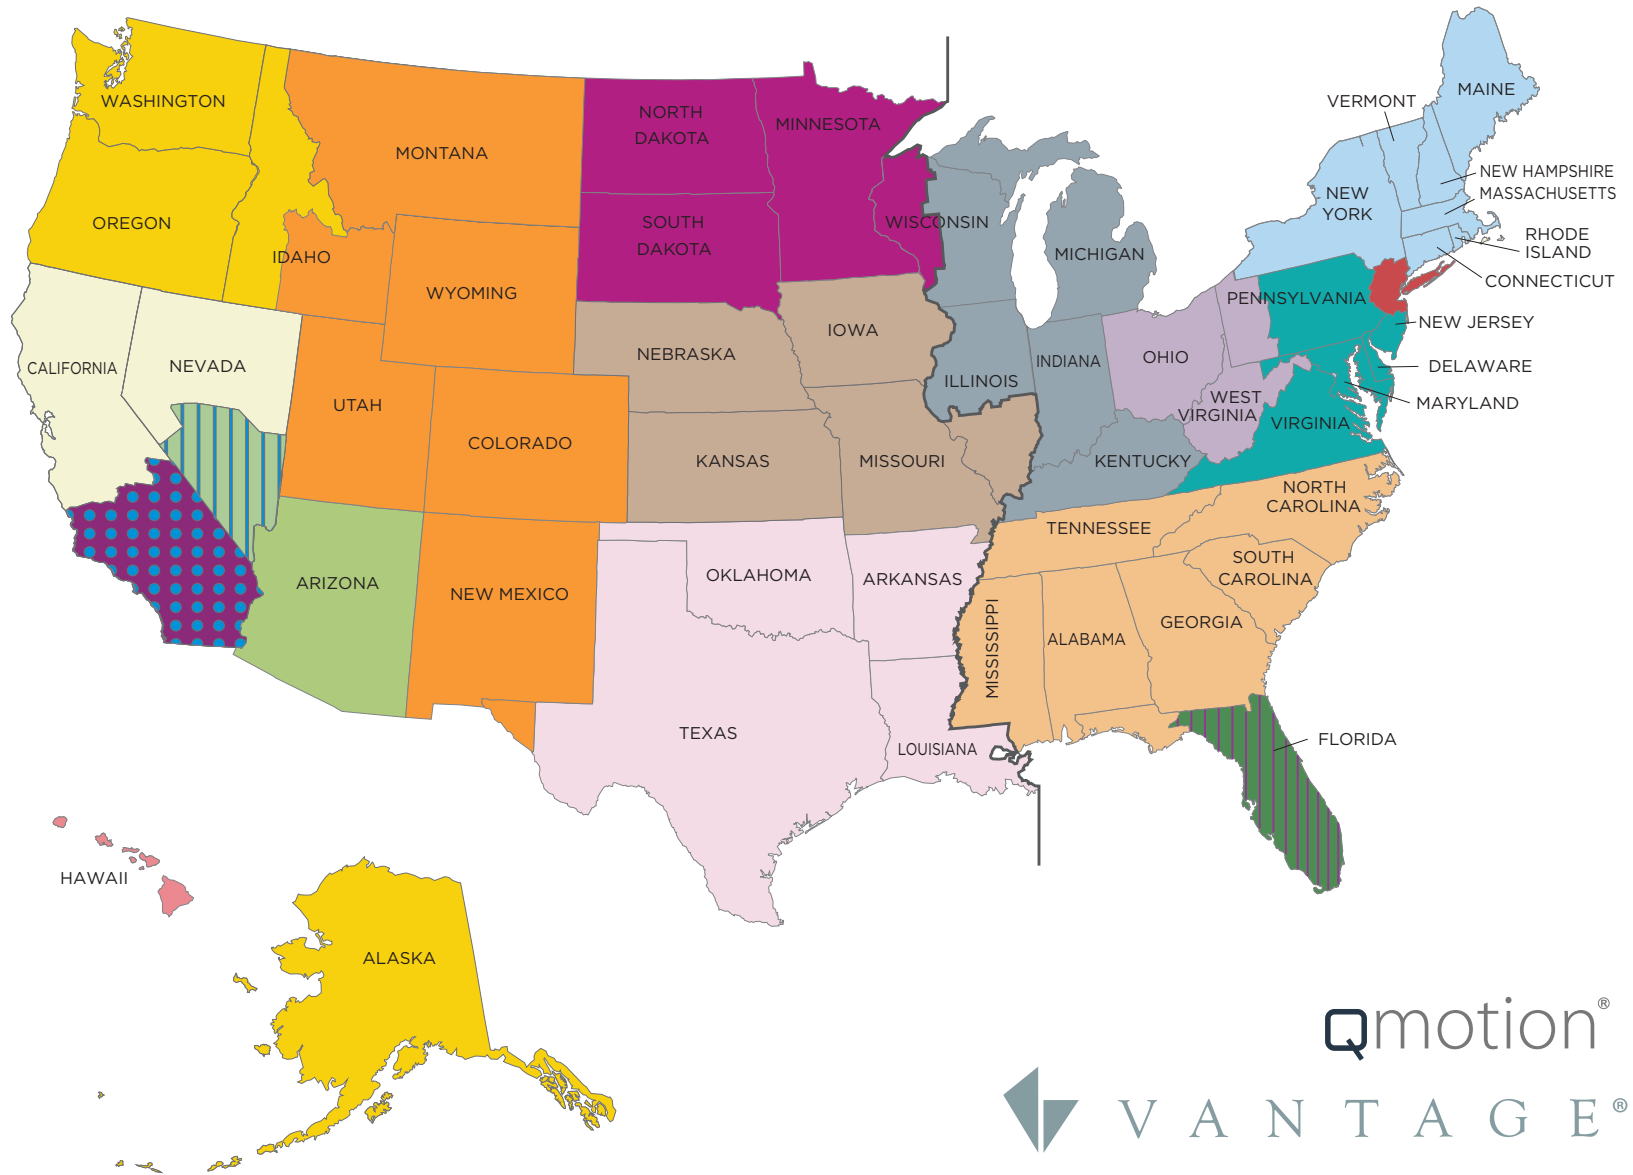 WASHINGTON
OREGON
IDAHO
MONTANA
WYOMING
CALIFORNIA
NEVADA
UTAH
COLORADO
ARIZONA
NEW MEXICO
NORTH
DAKOTA
SOUTH
DAKOTA
MINNESOTA
WISCONSIN
NEBRASKA
IOWA
KANSAS
MISSOURI
OKLAHOMA
ARKANSAS
TEXAS
LOUISIANA
MICHIGAN
ILLINOIS
INDIANA
OHIO
KENTUCKY
WEST
VIRGINIA
PENNSYLVANIA
VIRGINIA
TENNESSEE
NORTH
CAROLINA
SOUTH
CAROLINA
MISSISSIPPI
ALABAMA
GEORGIA
FLORIDA
MAINE
VERMONT
NEW HAMPSHIRE
MASSACHUSETTS
NEW
YORK
RHODE
ISLAND
CONNECTICUT
NEW JERSEY
DELAWARE
MARYLAND
HAWAII
ALASKA
Qmotion®
VANTAGE®